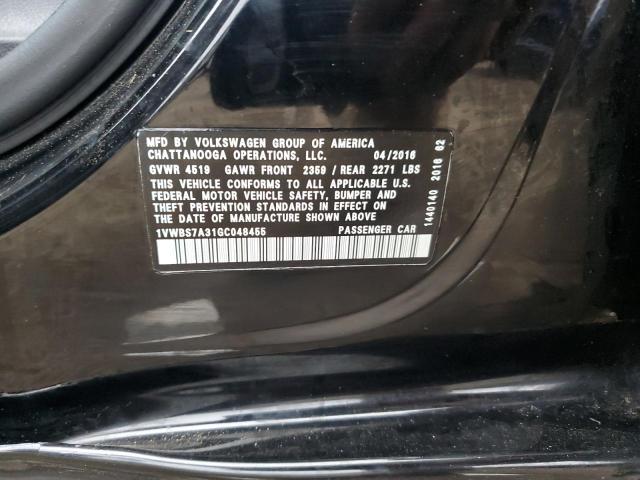 MFD BY VOLKSWAGEN GROUP OF AMERICA
CHATTANOOGA OPERATIONS, LLC. 04/2016
GVWR 4519 GAWR FRONT 2359 / REAR 2271 LBS
THIS VEHICLE CONFORMS TO ALL APPLICABLE U.S.
FEDERAL MOTOR VEHICLE SAFETY, BUMPER AND
THEFT PREVENTION STANDARDS IN EFFECT ON THE
DATE OF MANUFACTURE SHOWN ABOVE
1VWBS7A31GC048455 PASSENGER CAR
1440140 2016 62